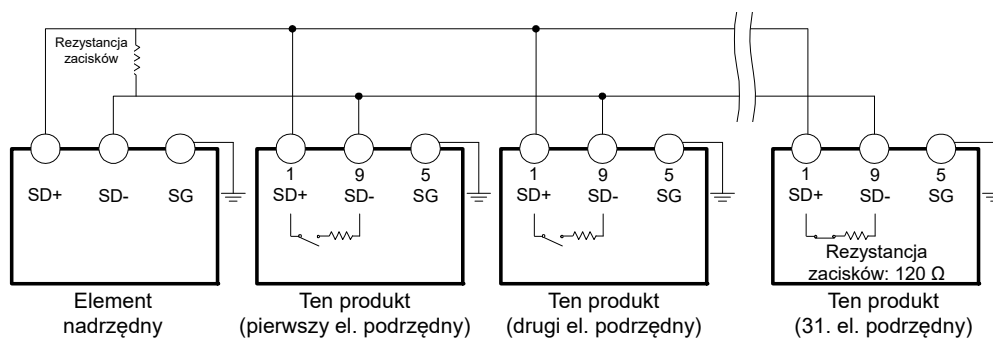 Rezystancja
zacisków
SD+ SD- SG
1 9 5
SD+ SD- SG
1 9 5
SD+ SD- SG
1 9 5
SD+ SD- SG
Rezystancja
zacisków: 120 Ω
Element
nadrzędny
Ten produkt
(pierwszy el. podrzędny)
Ten produkt
(drugi el. podrzędny)
Ten produkt
(31. el. podrzędny)